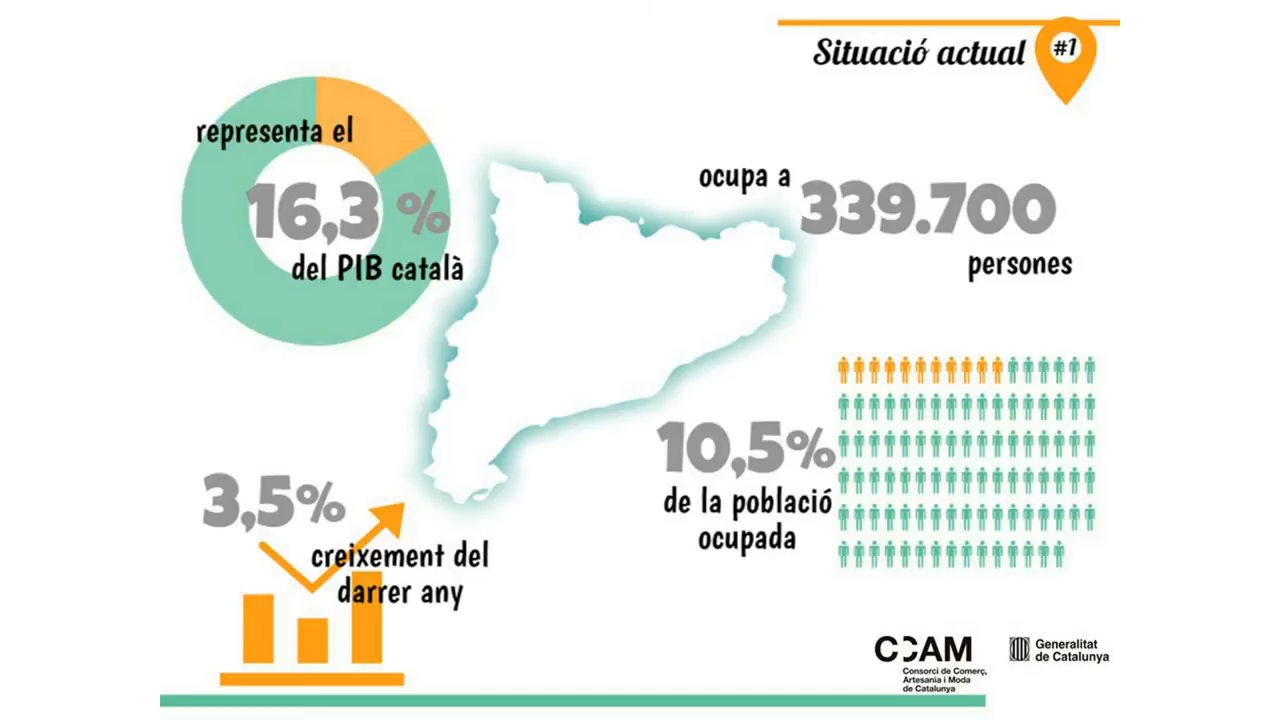 Situació actual #1
representa el
16,3 %
del PIB català
ocupa a
339.700
persones
10,5%
de la població
ocupada
3,5%
creixement del
darrer any
CCAM
Consorci de Comerç,
Artesania i Moda
de Catalunya
Generalitat
de Catalunya